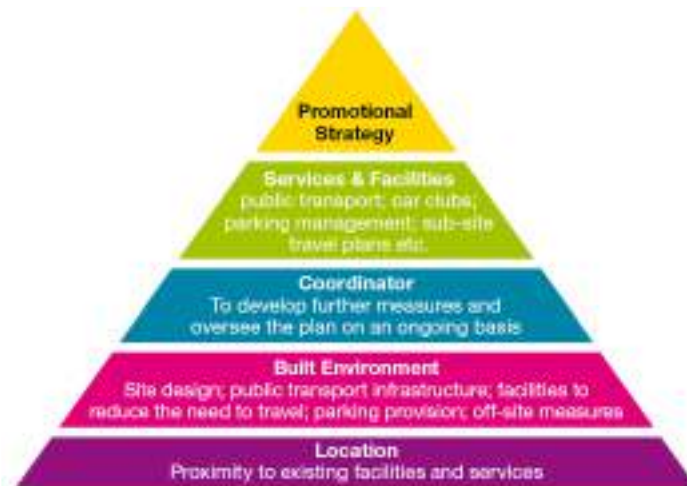 Promotional
Strategy
Services & Facilities
public transport; car clubs;
parking management; sub-site
travel plans etc.
Coordinator
To develop further measures and
oversee the plan on an ongoing basis
Built Environment
Site design; public transport infrastructure; facilities to
reduce the need to travel; parking provision; off-site measures
Location
Proximity to existing facilities and services